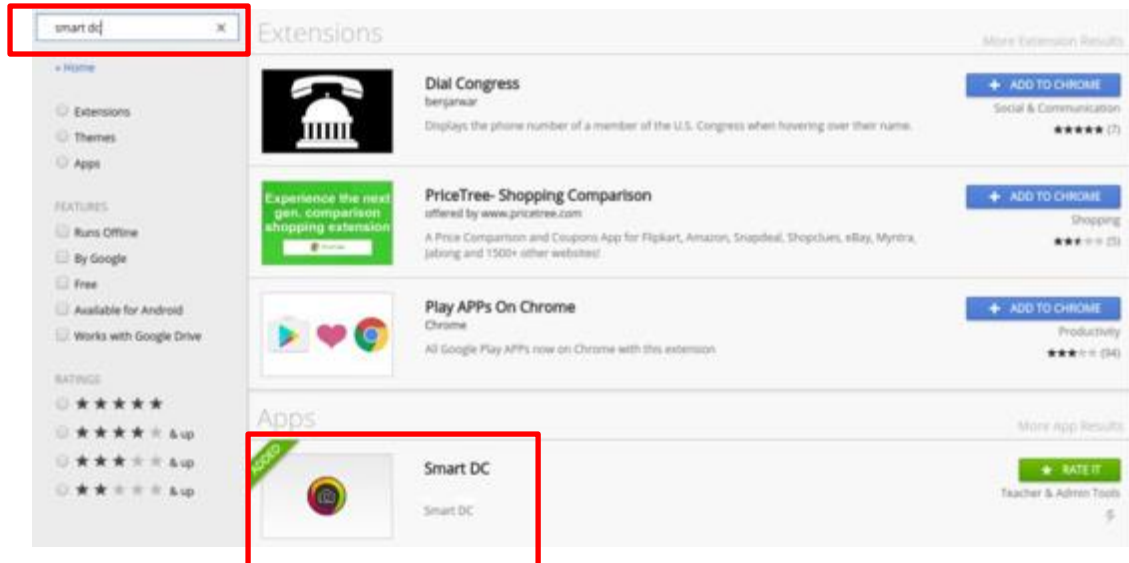 smart dc ×
« Home
Extensions
Themes
Apps
FEATURES
Runs Offline
By Google
Free
Available for Android
Works with Google Drive
RATINGS
& up
& up
& up
Extensions
More Extension Results
Dial Congress
benjarwar
Displays the phone number of a member of the U.S. Congress when hovering over their name.
+ ADD TO CHROME
Social & Communication
★★★★★ (7)
Experience the next
gen. comparison
shopping extension
PriceTree- Shopping Comparison
offered by www.pricetree.com
A Price Comparison and Coupons App for Flipkart, Amazon, Snapdeal, Shopclues, eBay, Myntra,
Jabong and 1500+ other websites!
+ ADD TO CHROME
Shopping
(5)
Play APPs On Chrome
Chrome
All Google Play APPs now on Chrome with this extension
+ ADD TO CHROME
Productivity
(94)
Apps
More App Results
ADDED
Smart DC
Smart DC
★ RATE IT
Teacher & Admin Tools